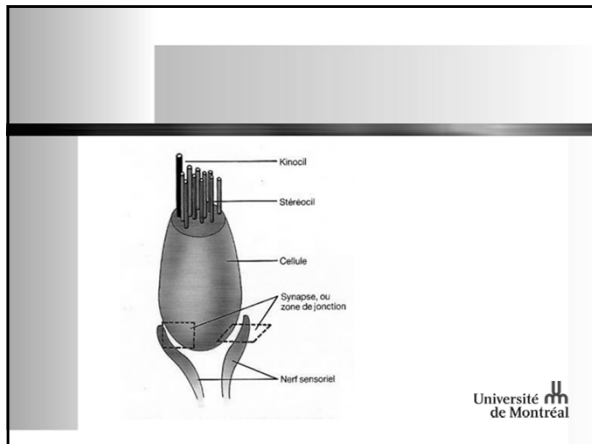 Kinocil
Stéréocil
Cellule
Synapse, ou
zone de jonction
Nerf sensoriel
Université
de Montréal